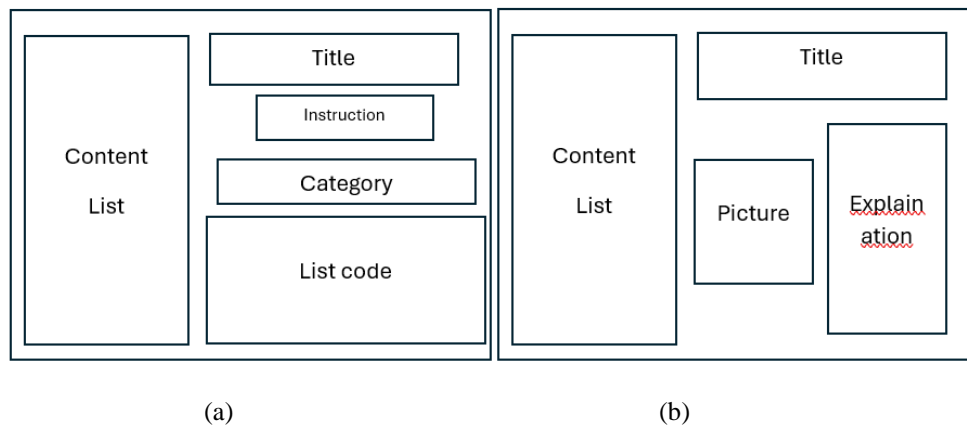 Content
List
Title
Instruction
Category
List code
Content
List
Title
Picture
Explain
ation
(a)
(b)